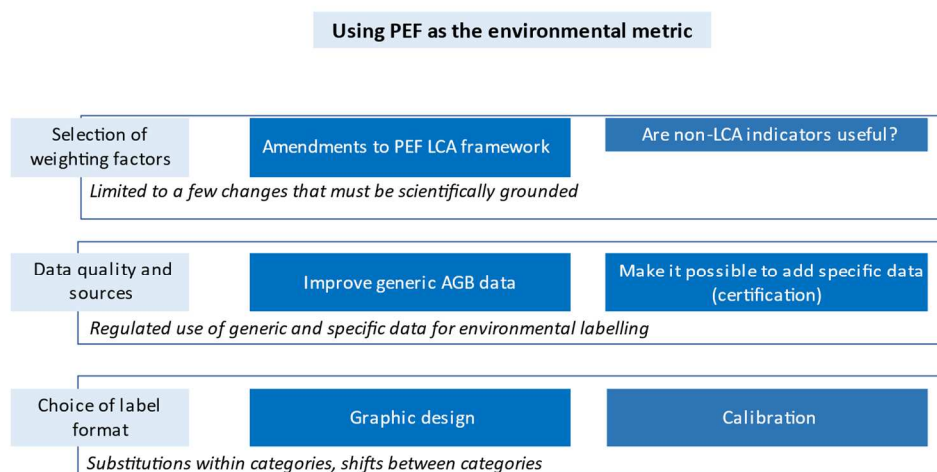 Using PEF as the environmental metric
Selection of
weighting factors
Amendments to PEF LCA framework
Are non-LCA indicators useful?
Limited to a few changes that must be scientifically grounded
Data quality and
sources
Improve generic AGB data
Make it possible to add specific data
(certification)
Regulated use of generic and specific data for environmental labelling
Choice of label
format
Graphic design
Calibration
Substitutions within categories, shifts between categories